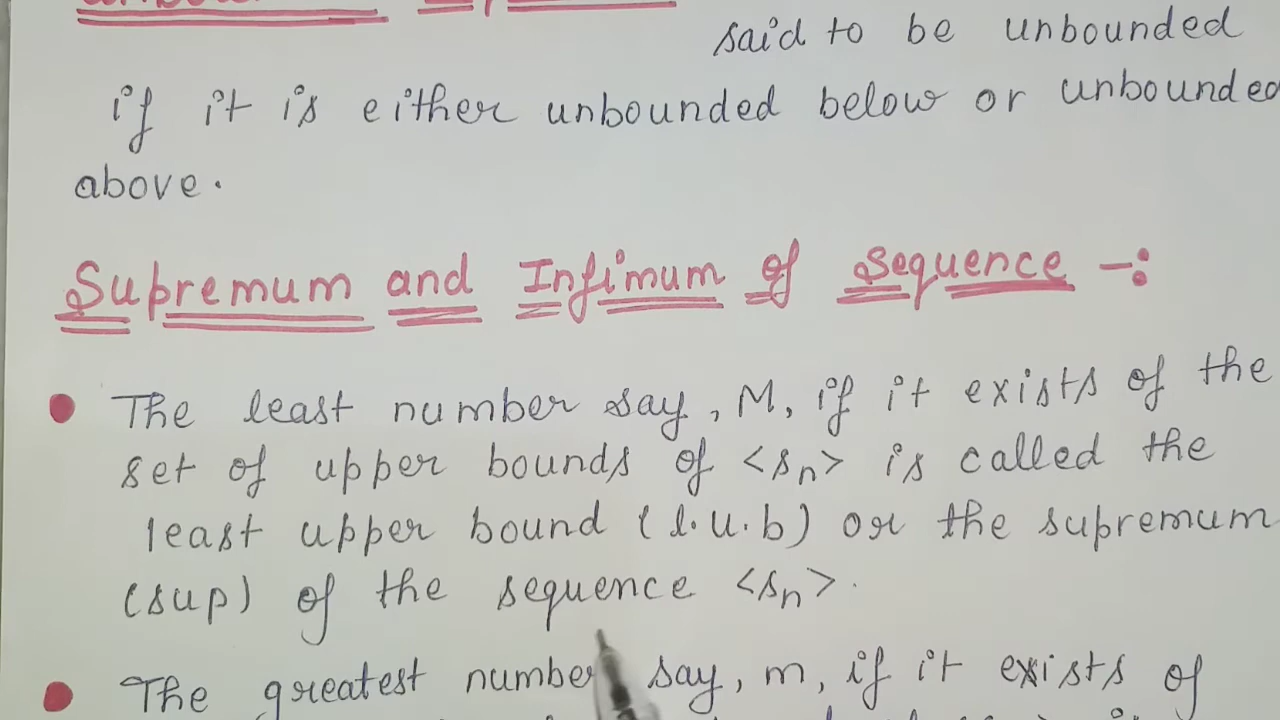 said to be unbounded
if it is either unbounded below or unbounded
above.
Supremum and Infimum of Sequence -:
• The least number say, M, if it exists of the
set of upper bounds of <sn> is called the
least upper bound (l.u.b) or the supremum
(sup) of the sequence <sn>.
• The greatest number say, m, if it exists of